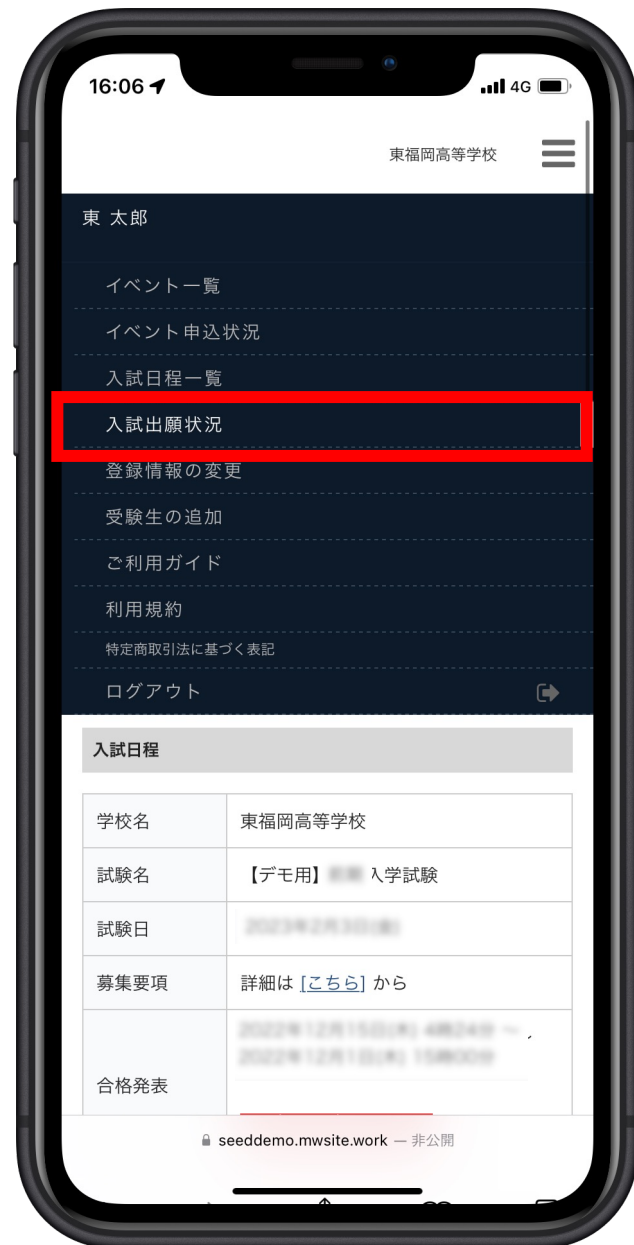 16:06
4G
東福岡高等学校
東 太郎
イベント一覧
イベント申込状況
入試日程一覧
入試出願状況
登録情報の変更
受験生の追加
ご利用ガイド
利用規約
特定商取引法に基づく表記
ログアウト
入試日程
学校名 東福岡高等学校
試験名 【デモ用】 入学試験
試験日
募集要項 詳細は [こちら] から
合格発表
seeddemo.mwsite.work — 非公開